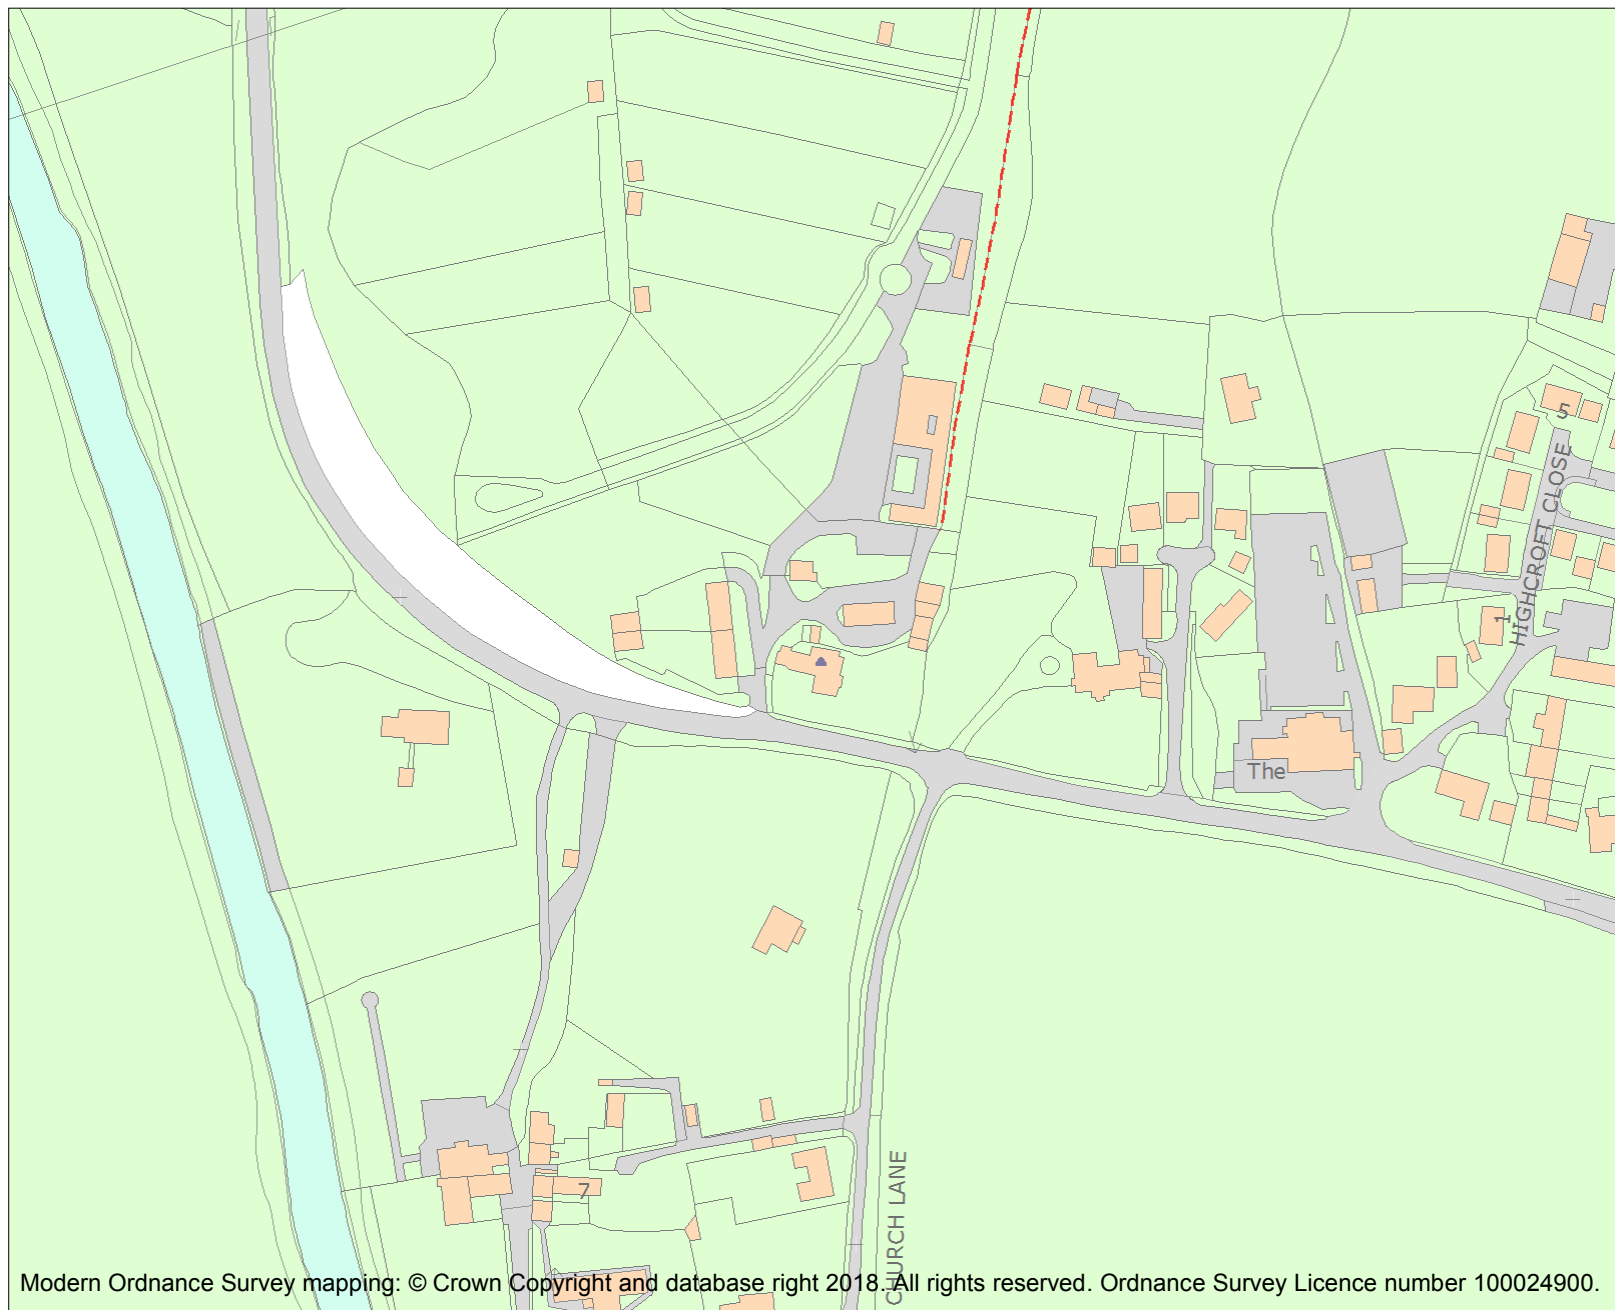 5
HIGHCROFT CLOSE
1
The
7
CHURCH LANE
Modern Ordnance Survey mapping: © Crown Copyright and database right 2018. All rights reserved. Ordnance Survey Licence number 100024900.